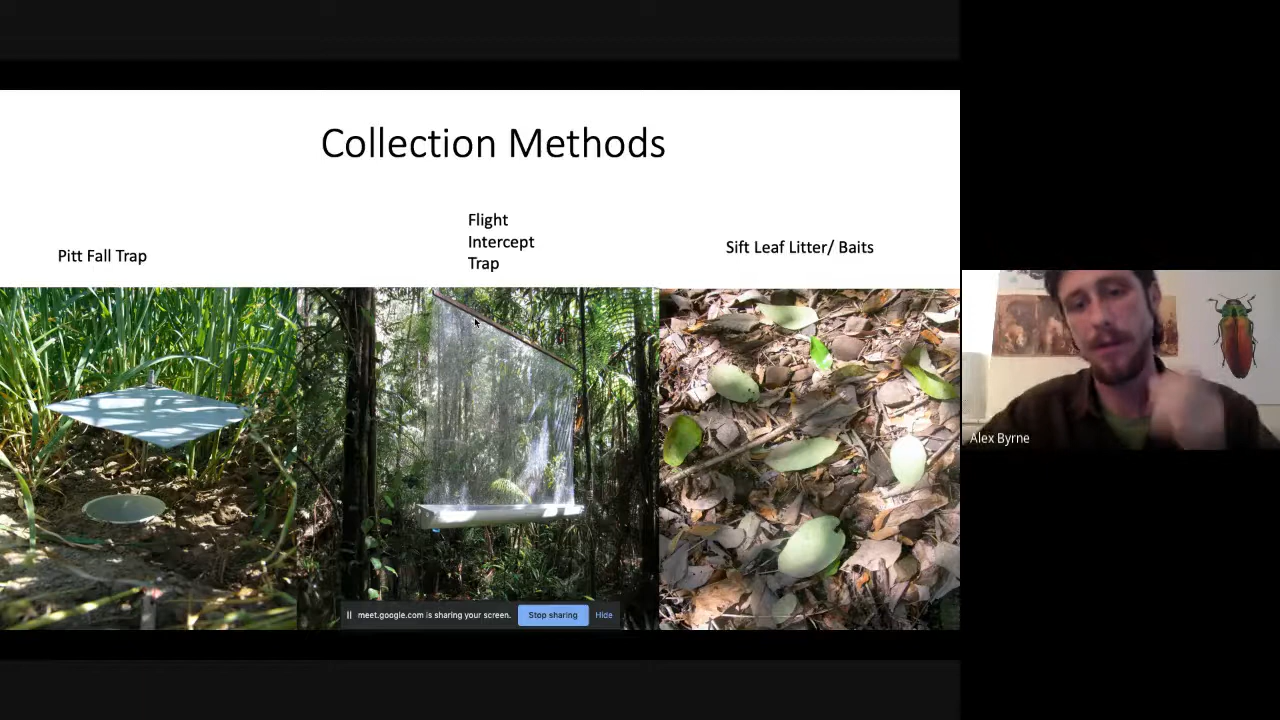 Collection Methods
Pitt Fall Trap
Flight
Intercept
Trap
Sift Leaf Litter/ Baits
meet.google.com is sharing your screen.
Stop sharing
Hide
Alex Byrne